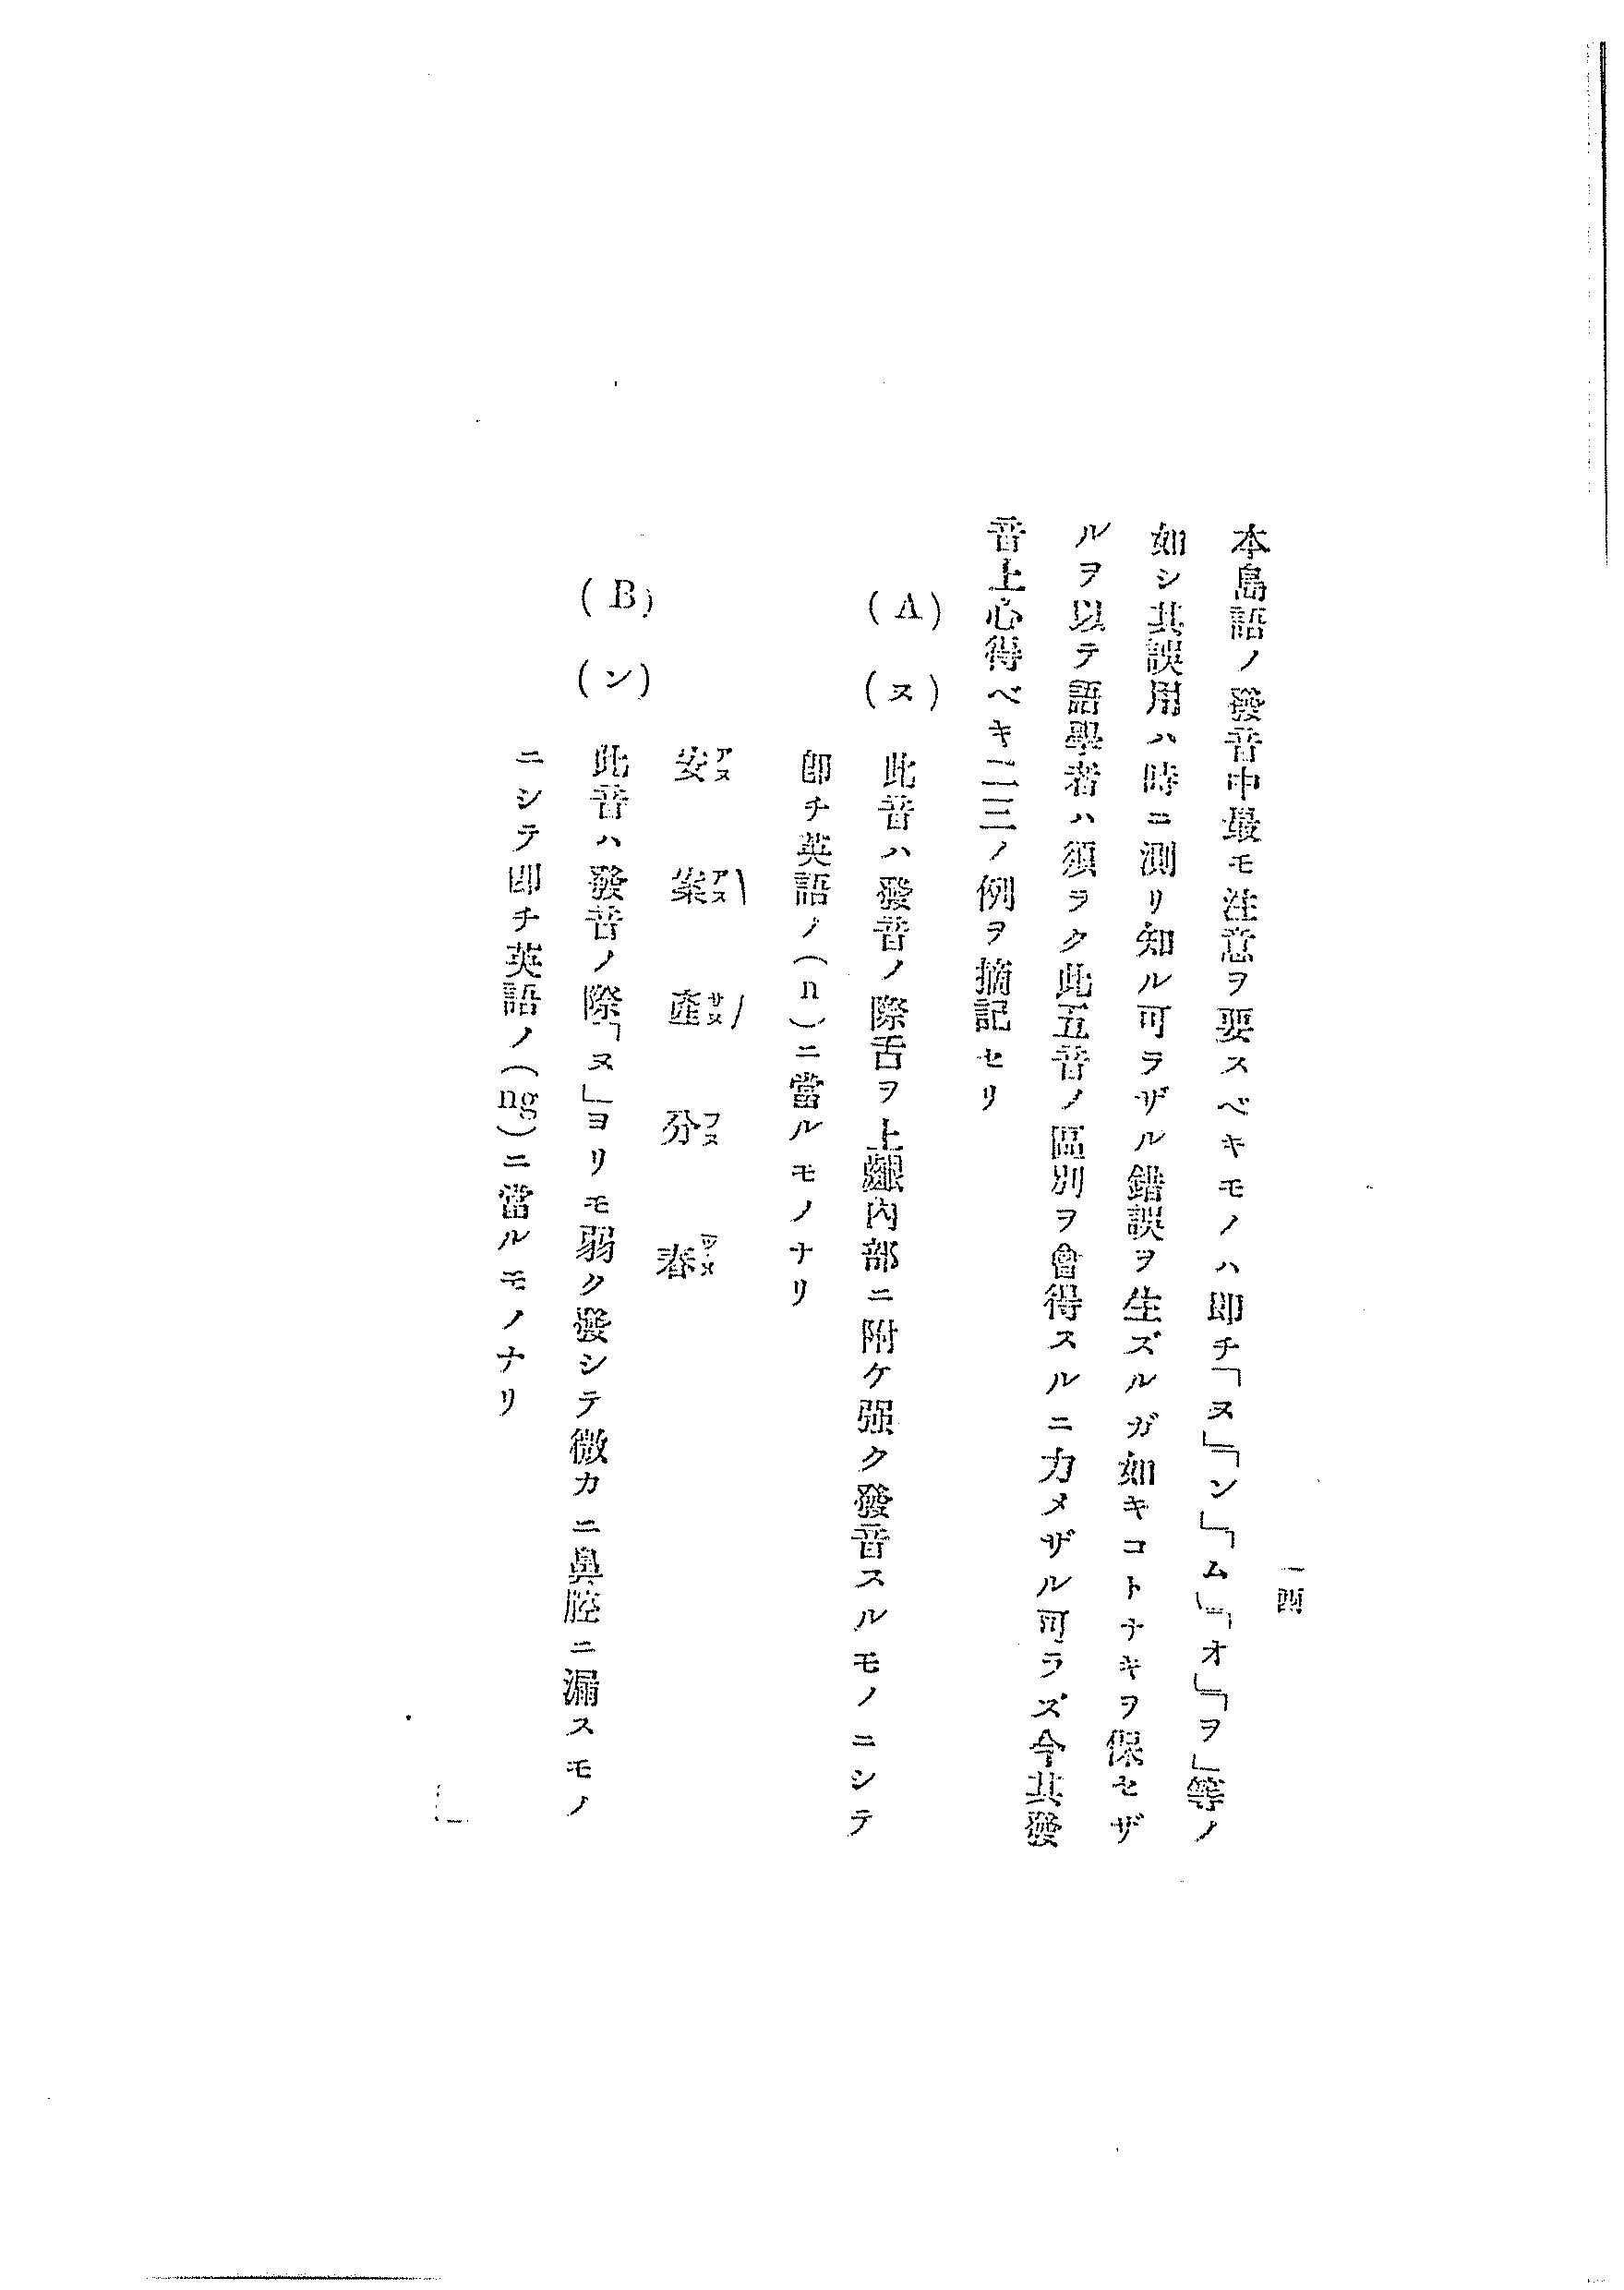 一四
本島語ノ發音中最モ注意ヲ要スベキモノハ卽チ「ヌ」「ン」「ム」「オ」「ヲ」等ノ
如シ其誤用ハ時ニ測リ知ル可ラザル錯誤ヲ生ズルガ如キコトナキヲ保セザ
ルヲ以テ語學者ハ須ラク此五音ノ區別ヲ會得スルニ力メザル可ラズ今其發
音上心得ベキ二三ノ例ヲ摘記セリ
(A) (ヌ) 此音ハ發音ノ際舌ヲ上齦內部ニ附ケ强ク發音スルモノニシテ
卽チ英語ノ(n)ニ當ルモノナリ
安アヌ 案アヌ 產サヌ 分フヌ 春
(B) (ン) 此音ハ發音ノ際「ヌ」ヨリモ弱ク發シテ微カニ鼻腔ニ漏スモノ
ニシテ卽チ英語ノ(ng)ニ當ルモノナリ